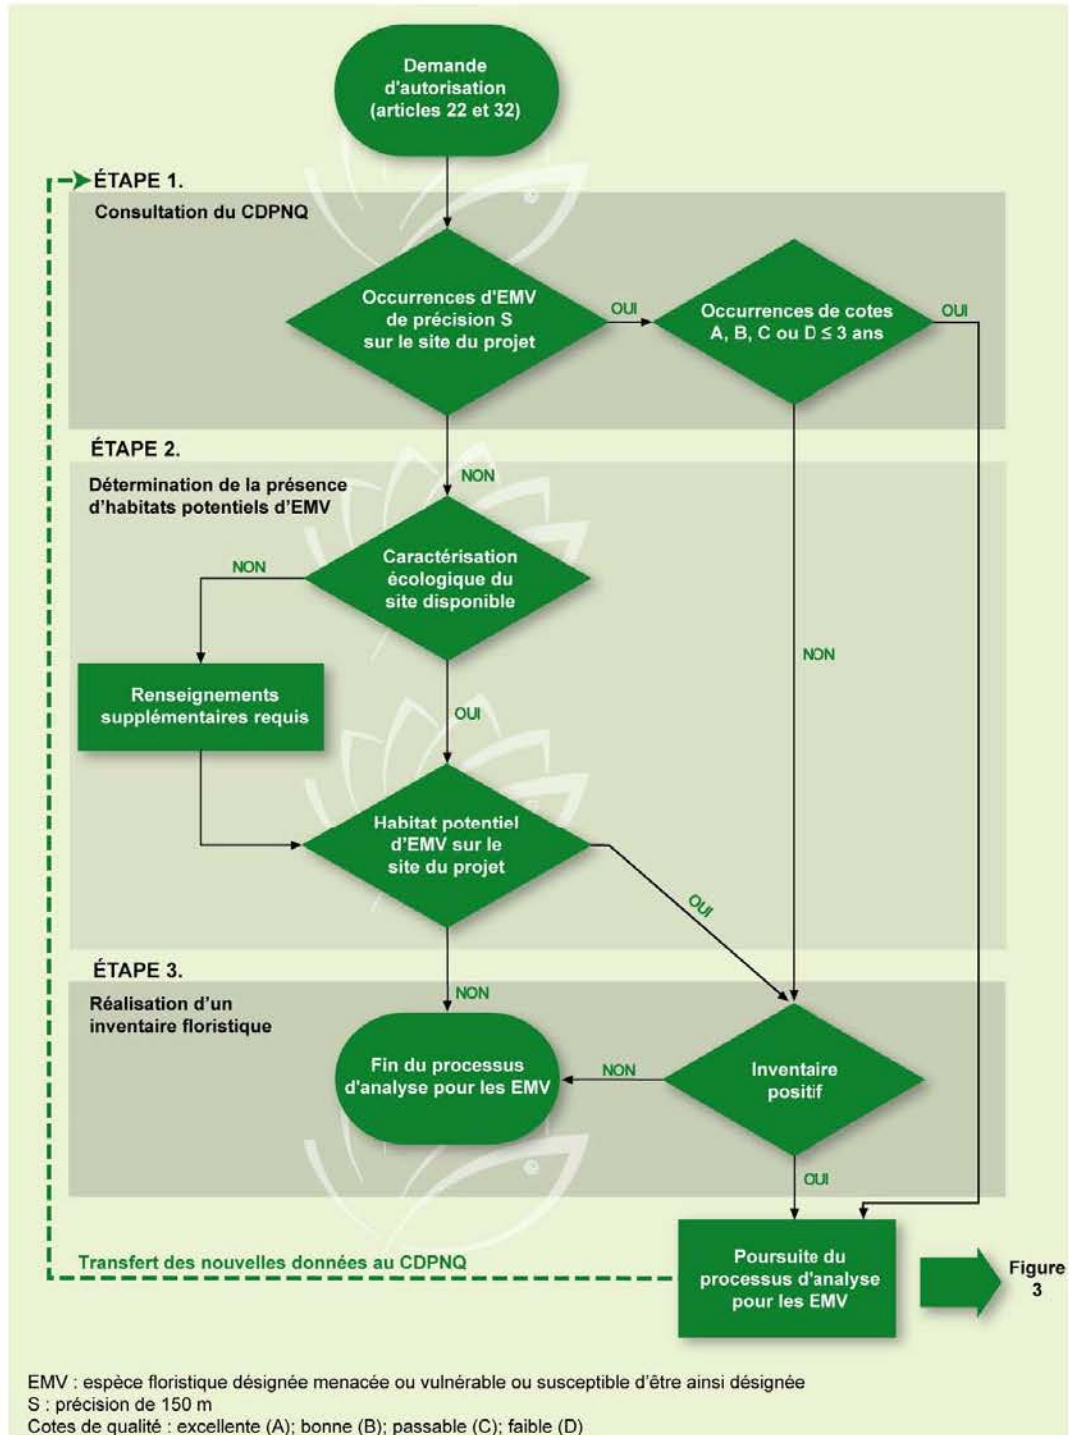 Demande
d'autorisation
(articles 22 et 32)
ÉTAPE 1.
Consultation du CDPNQ
Occurrences d'EMV
de précision S
sur le site du projet
OUI
Occurrences de cotes
A, B, C ou D ≤ 3 ans
OUI
NON
ÉTAPE 2.
Détermination de la présence
d'habitats potentiels d'EMV
Caractérisation
écologique du
site disponible
NON
NON
Renseignements
supplémentaires requis
OUI
Habitat potentiel
d'EMV sur le
site du projet
OUI
NON
ÉTAPE 3.
Réalisation d'un
inventaire floristique
Fin du processus
d'analyse pour les EMV
NON
Inventaire
positif
OUI
Transfert des nouvelles données au CDPNQ
Poursuite du
processus d'analyse
pour les EMV
Figure
3
EMV : espèce floristique désignée menacée ou vulnérable ou susceptible d'être ainsi désignée
S : précision de 150 m
Cotes de qualité : excellente (A); bonne (B); passable (C); faible (D)